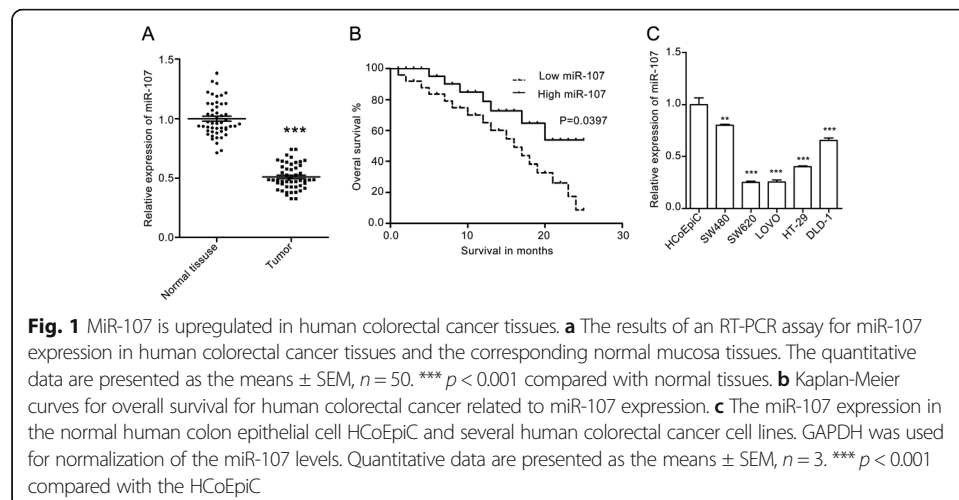 A
Relative expression of miR-107
1.5
1.0
0.5
0.0
Normal tissuse
Tumor
***
B
Overal survival %
100
80
60
40
20
0.0
0.0
10
20
30
Survival in months
Low miR-107
High miR-107
P=0.0397
C
Relative expression of miR-107
1.5
1.0
0.5
0.0
**
***
***
***
***
HCoEpiC
SW480
SW620
LOVO
HT-29
DLD-1
Fig. 1 MiR-107 is upregulated in human colorectal cancer tissues. a The results of an RT-PCR assay for miR-107
expression in human colorectal cancer tissues and the corresponding normal mucosa tissues. The quantitative
data are presented as the means ± SEM, n = 50. *** p < 0.001 compared with normal tissues. b Kaplan-Meier
curves for overall survival for human colorectal cancer related to miR-107 expression. c The miR-107 expression in
the normal human colon epithelial cell HCoEpiC and several human colorectal cancer cell lines. GAPDH was used
for normalization of the miR-107 levels. Quantitative data are presented as the means ± SEM, n = 3. *** p < 0.001
compared with the HCoEpiC